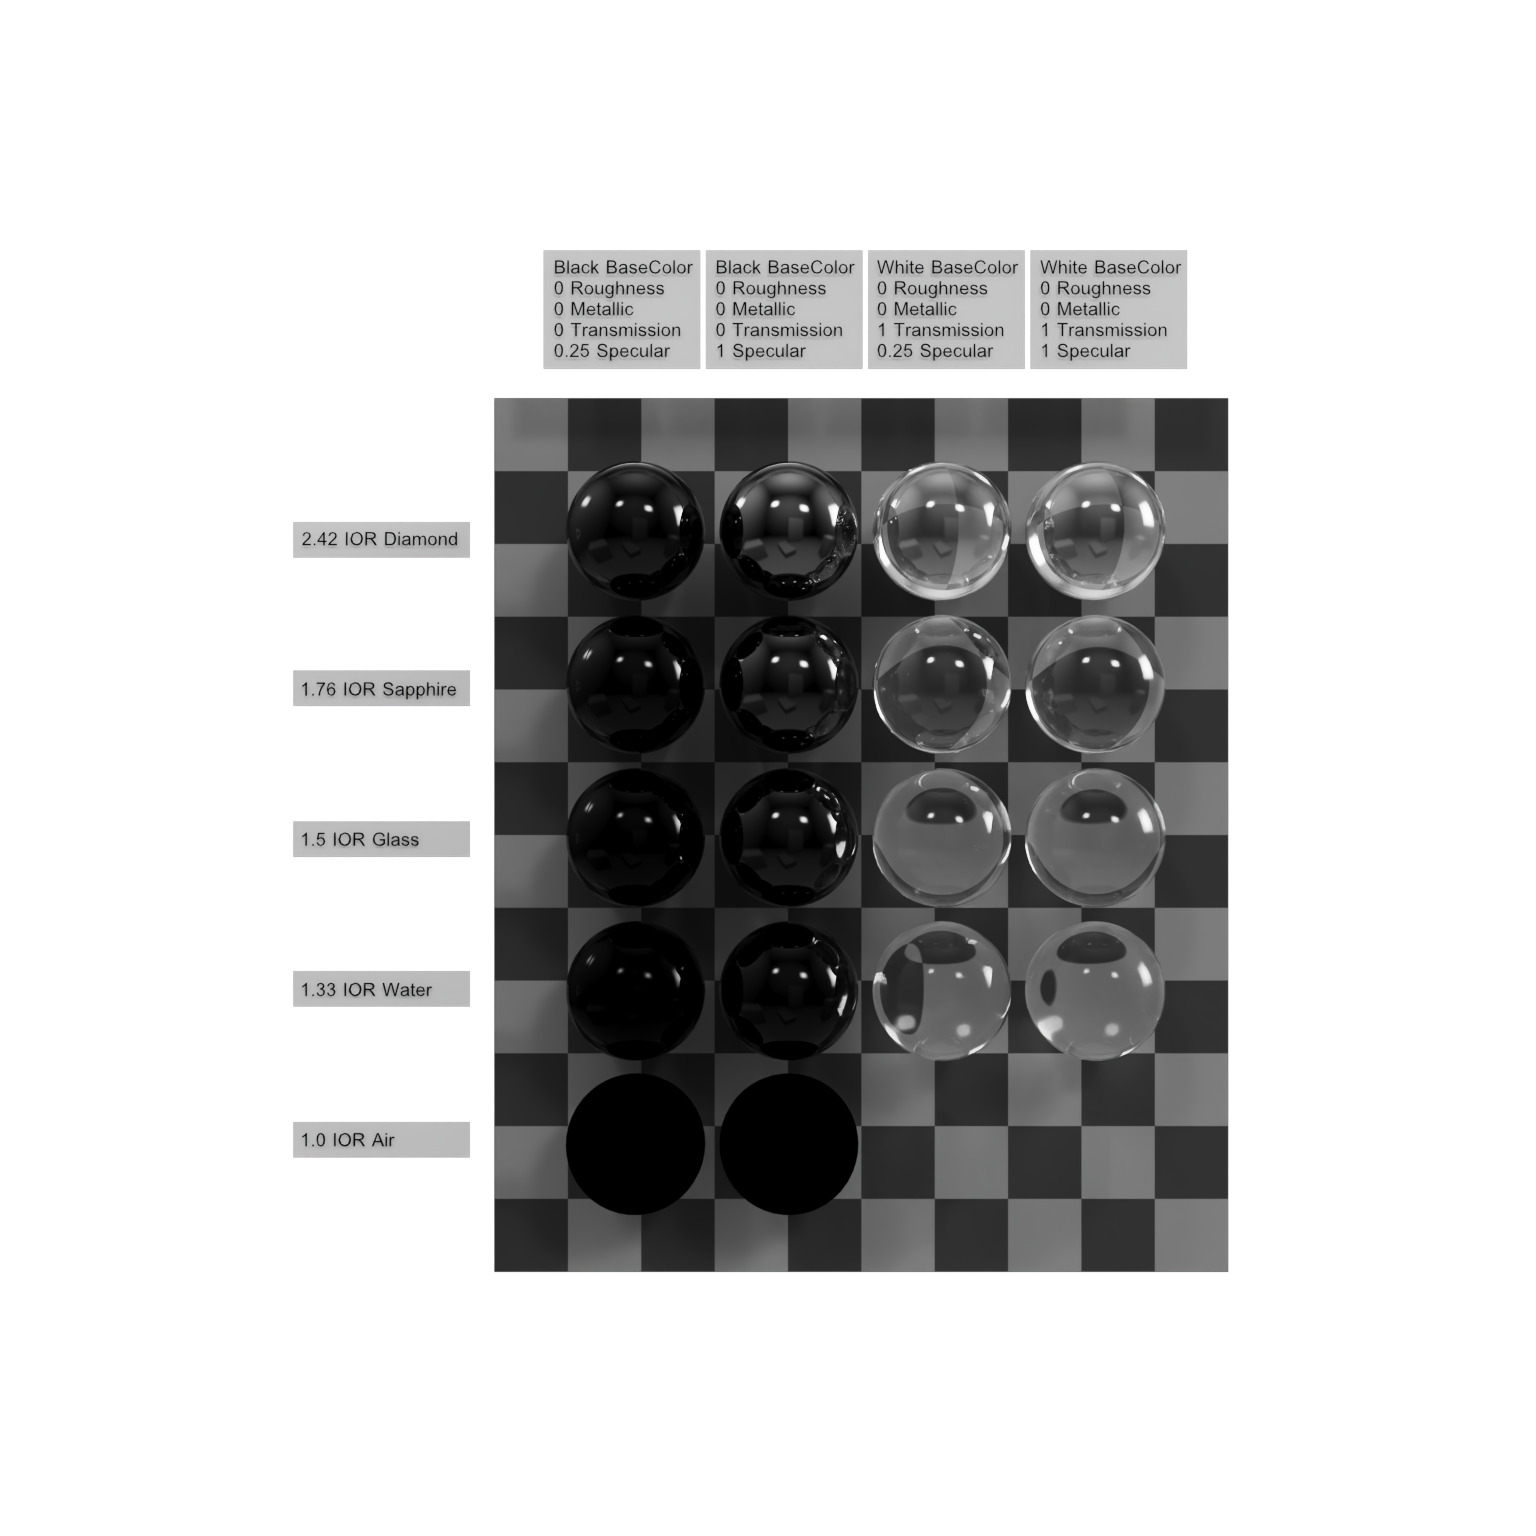 Black BaseColor
0 Roughness
0 Metallic
0 Transmission
0.25 Specular
Black BaseColor
0 Roughness
0 Metallic
0 Transmission
1 Specular
White BaseColor
0 Roughness
0 Metallic
1 Transmission
0.25 Specular
White BaseColor
0 Roughness
0 Metallic
1 Transmission
1 Specular
2.42 IOR Diamond
1.76 IOR Sapphire
1.5 IOR Glass
1.33 IOR Water
1.0 IOR Air